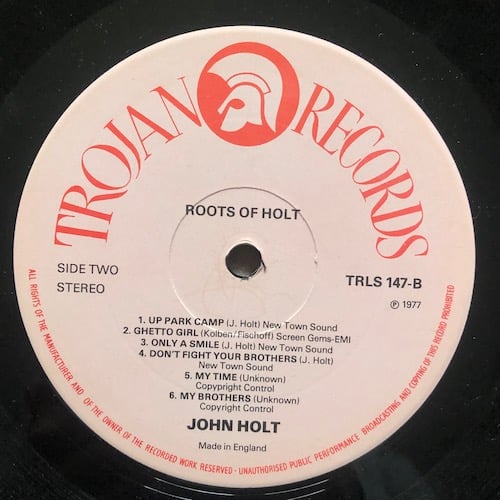 TROJAN RECORDS
ROOTS OF HOLT
SIDE TWO
STEREO
TRLS 147-B
℗ 1977
1. UP PARK CAMP (J. Holt) New Town Sound
2. GHETTO GIRL (Kolben/Fischoff) Screen Gems-EMI
3. ONLY A SMILE (J. Holt) New Town Sound
4. DON'T FIGHT YOUR BROTHERS (J. Holt)
New Town Sound
5. MY TIME (Unknown)
Copyright Control
6. MY BROTHERS (Unknown)
Copyright Control
JOHN HOLT
Made in England
ALL RIGHTS OF THE MANUFACTURER AND OF THE OWNER OF THE RECORDED WORK RESERVED - UNAUTHORISED PUBLIC PERFORMANCE BROADCASTING AND COPYING OF THIS RECORD PROHIBITED